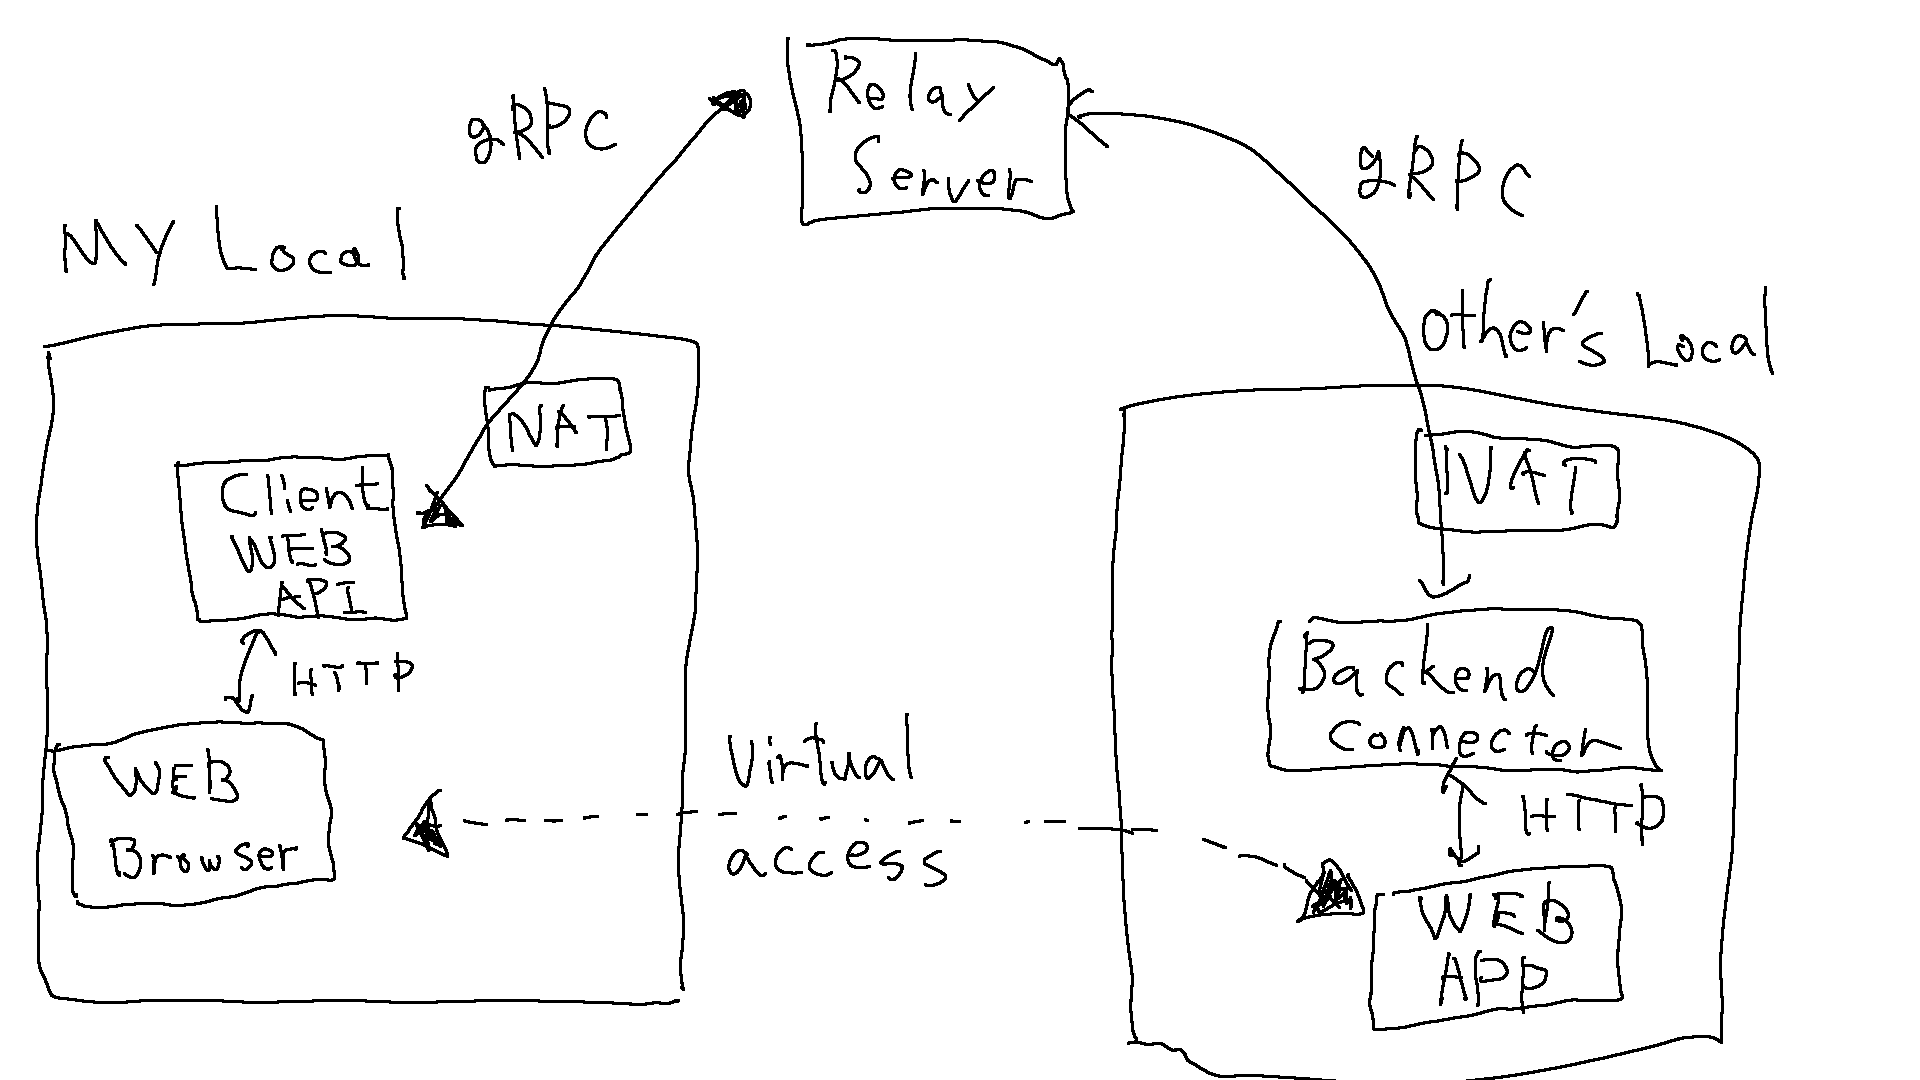 Relay
Server
gRPC
gRPC
MY Local
Other's Local
NAT
Client
WEB
API
HTTP
WEB
Browser
Virtual
access
NAT
Backend
Connecter
HTTP
WEB
APP